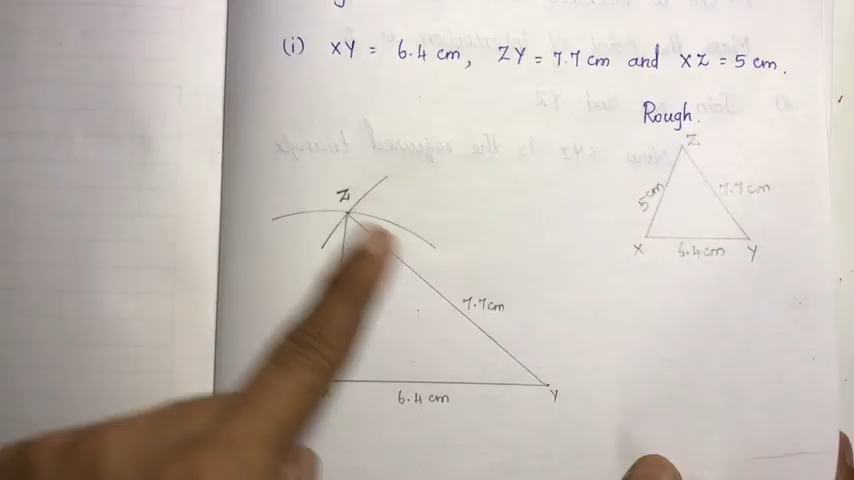 (i) XY = 6.4 cm, ZY = 7.7 cm and XZ = 5 cm.
Rough.
Z
5cm
7.7cm
X
6.4cm
Y
Z
7.7cm
6.4 cm
Y